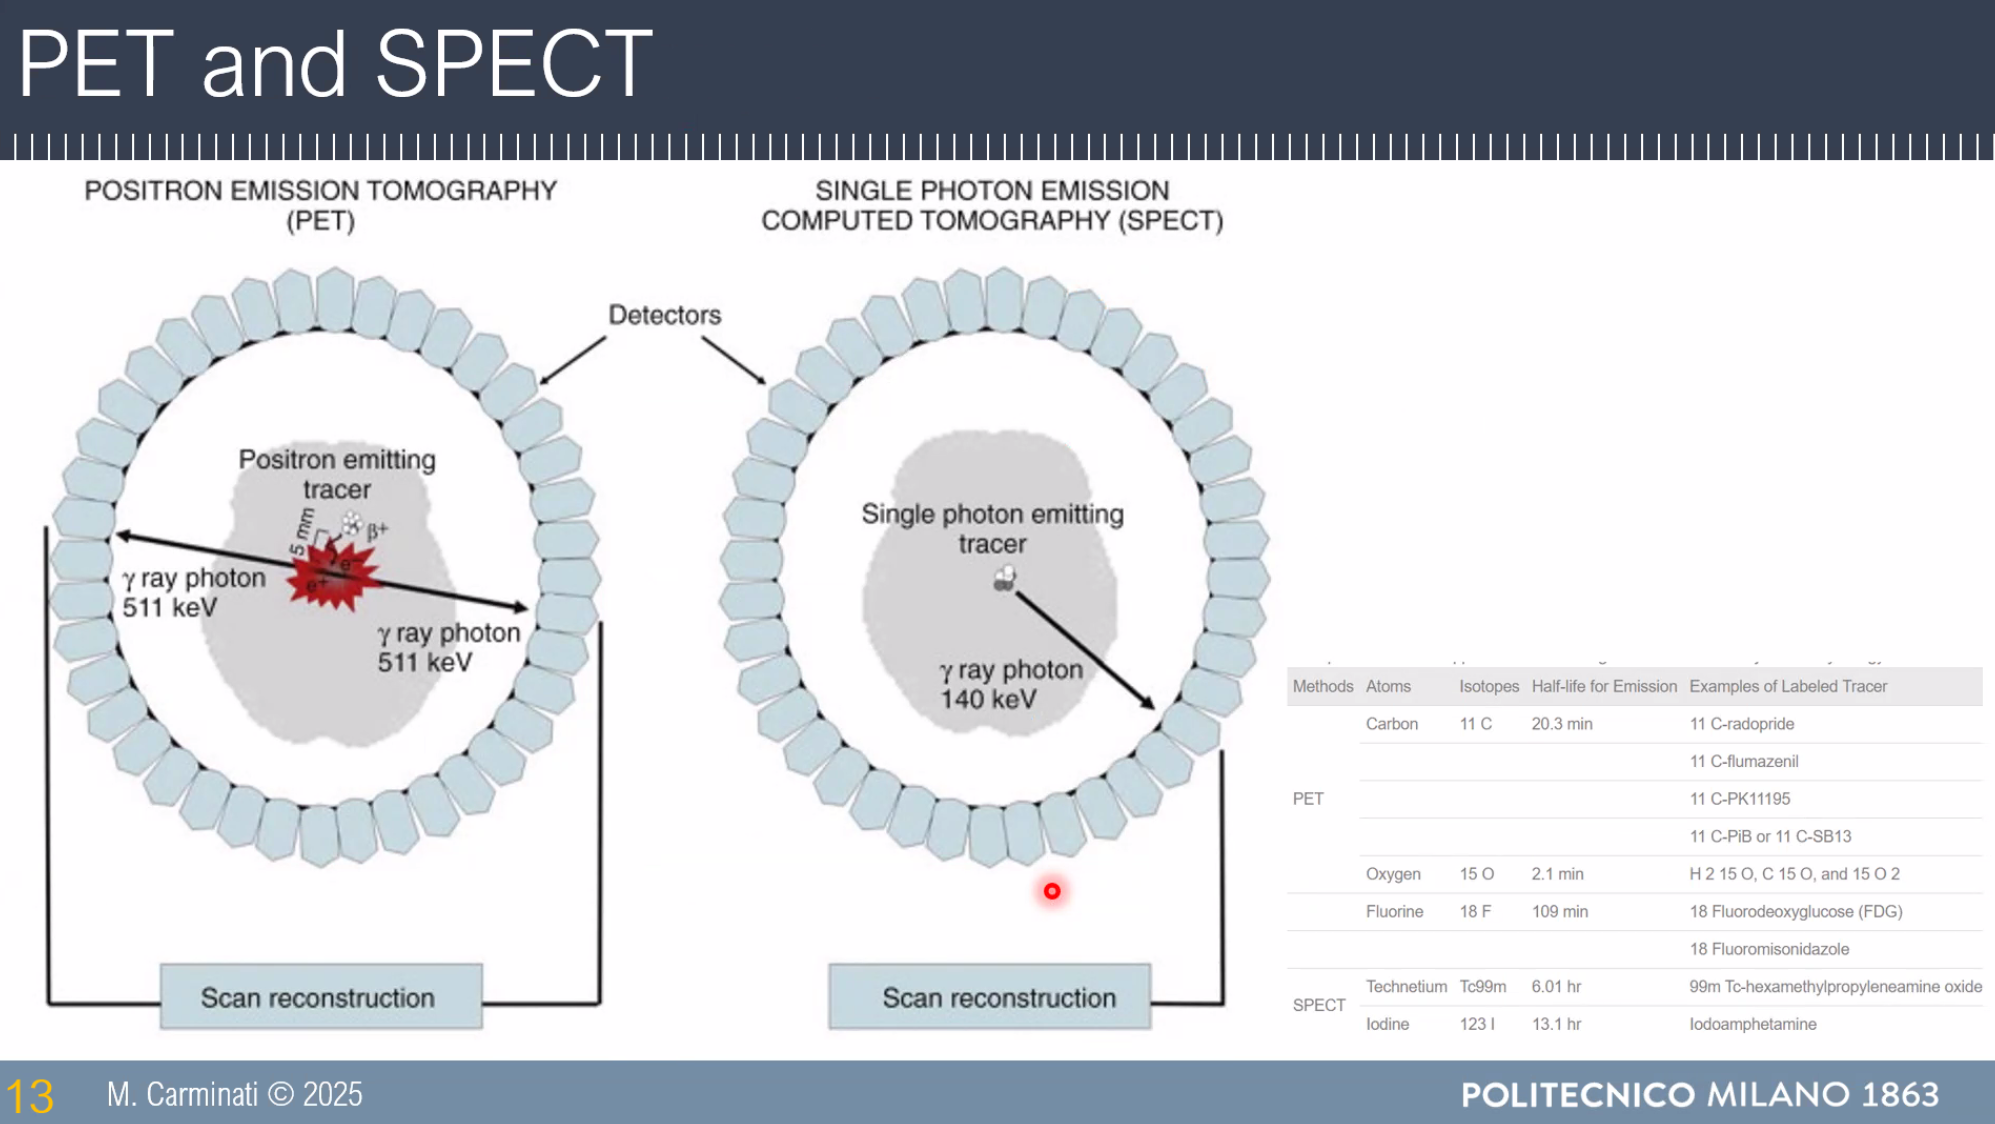 PET and SPECT
POSITRON EMISSION TOMOGRAPHY
(PET)
SINGLE PHOTON EMISSION
COMPUTED TOMOGRAPHY (SPECT)
Detectors
Positron emitting
tracer
5 mm
β+
e−
e+
γ ray photon
511 keV
γ ray photon
511 keV
Scan reconstruction
Single photon emitting
tracer
γ ray photon
140 keV
Scan reconstruction
Methods Atoms Isotopes Half-life for Emission Examples of Labeled Tracer
Carbon 11 C 20.3 min 11 C-radopride
11 C-flumazenil
PET 11 C-PK11195
11 C-PiB or 11 C-SB13
Oxygen 15 O 2.1 min H 2 15 O, C 15 O, and 15 O 2
Fluorine 18 F 109 min 18 Fluorodeoxyglucose (FDG)
18 Fluoromisonidazole
Technetium Tc99m 6.01 hr 99m Tc-hexamethylpropyleneamine oxide
SPECT
Iodine 123 I 13.1 hr Iodoamphetamine
13 M. Carminati © 2025 POLITECNICO MILANO 1863